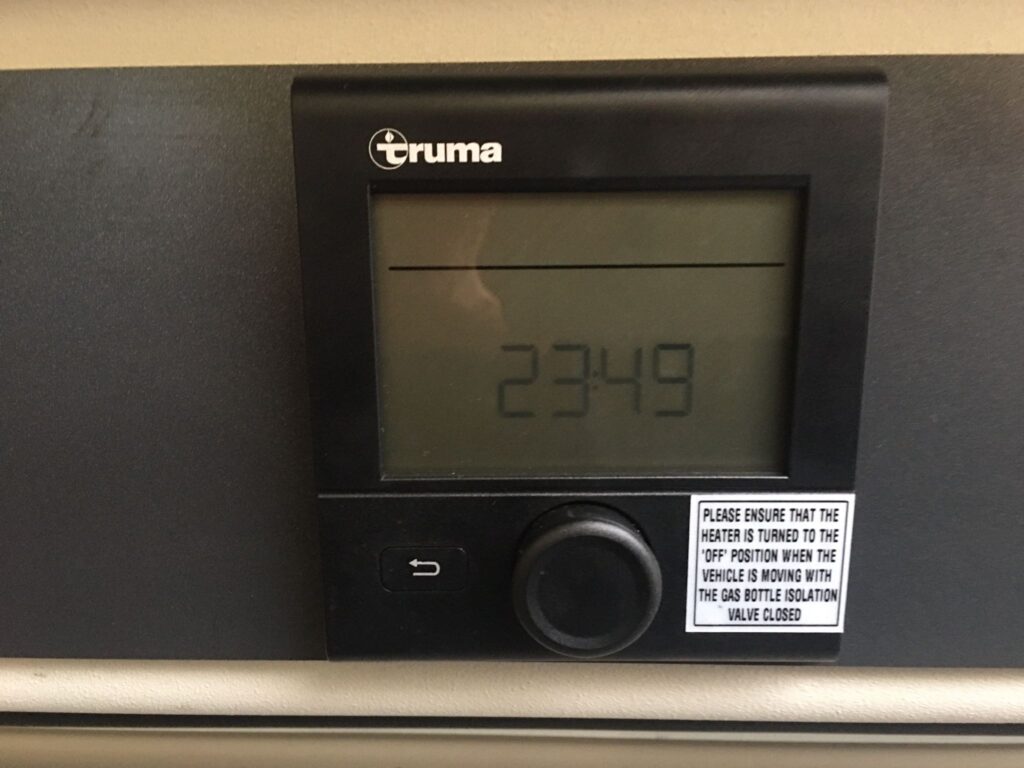 truma
23:49
PLEASE ENSURE THAT THE
HEATER IS TURNED TO THE
'OFF' POSITION WHEN THE
VEHICLE IS MOVING WITH
THE GAS BOTTLE ISOLATION
VALVE CLOSED